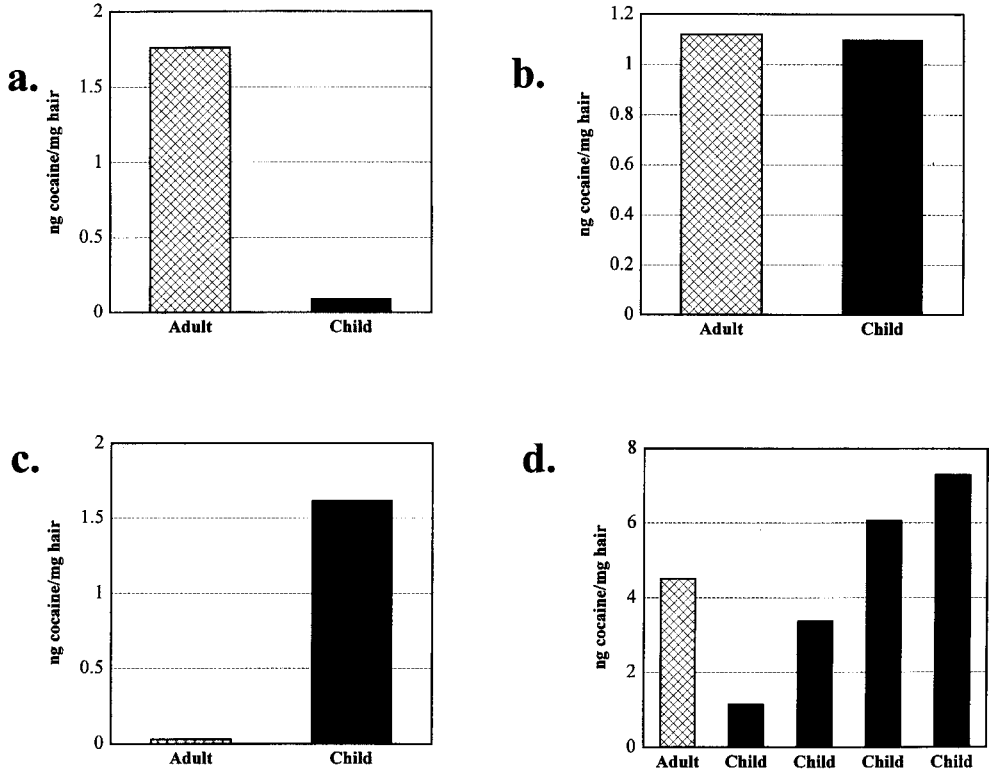 a.
ng cocaine/mg hair
2
1.5
1
0.5
0
Adult Child
b.
ng cocaine/mg hair
1.2
1
0.8
0.6
0.4
0.2
0
Adult Child
c.
ng cocaine/mg hair
2
1.5
1
0.5
0
Adult Child
d.
ng cocaine/mg hair
8
6
4
2
0
Adult Child Child Child Child